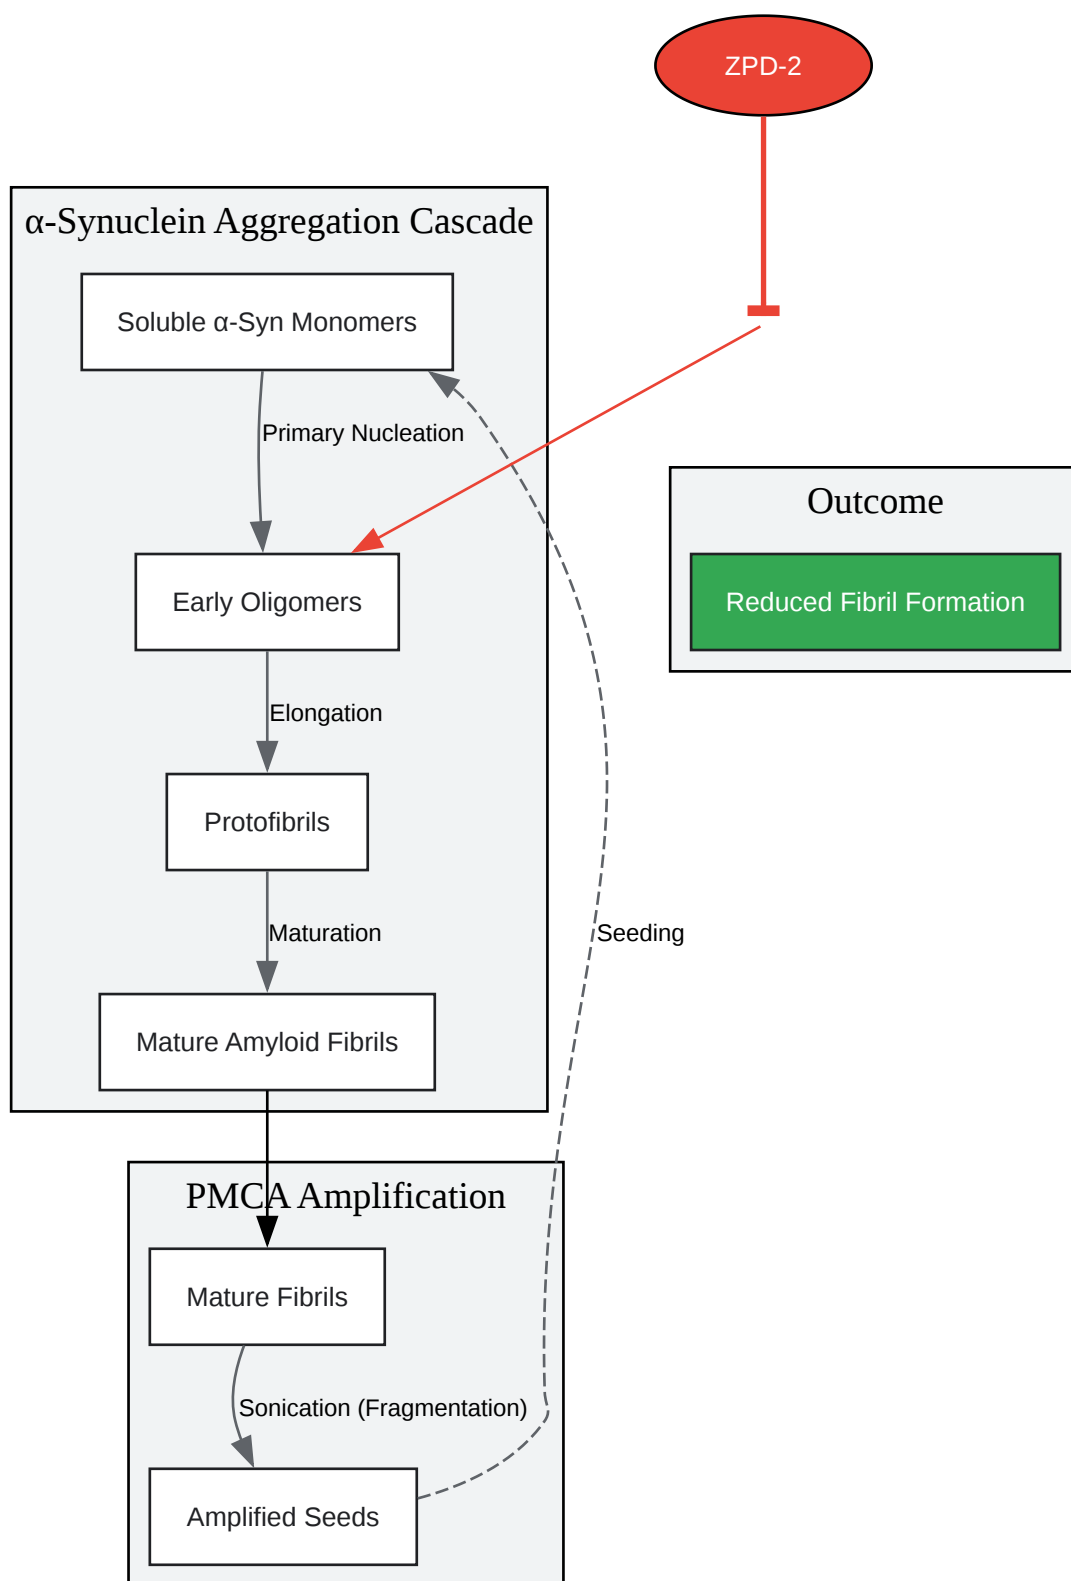 ZPD-2
α-Synuclein Aggregation Cascade
Soluble α-Syn Monomers
Primary Nucleation
Outcome
Early Oligomers
Reduced Fibril Formation
Elongation
Protofibrils
Maturation
Seeding
Mature Amyloid Fibrils
PMCA Amplification
Mature Fibrils
Sonication (Fragmentation)
Amplified Seeds